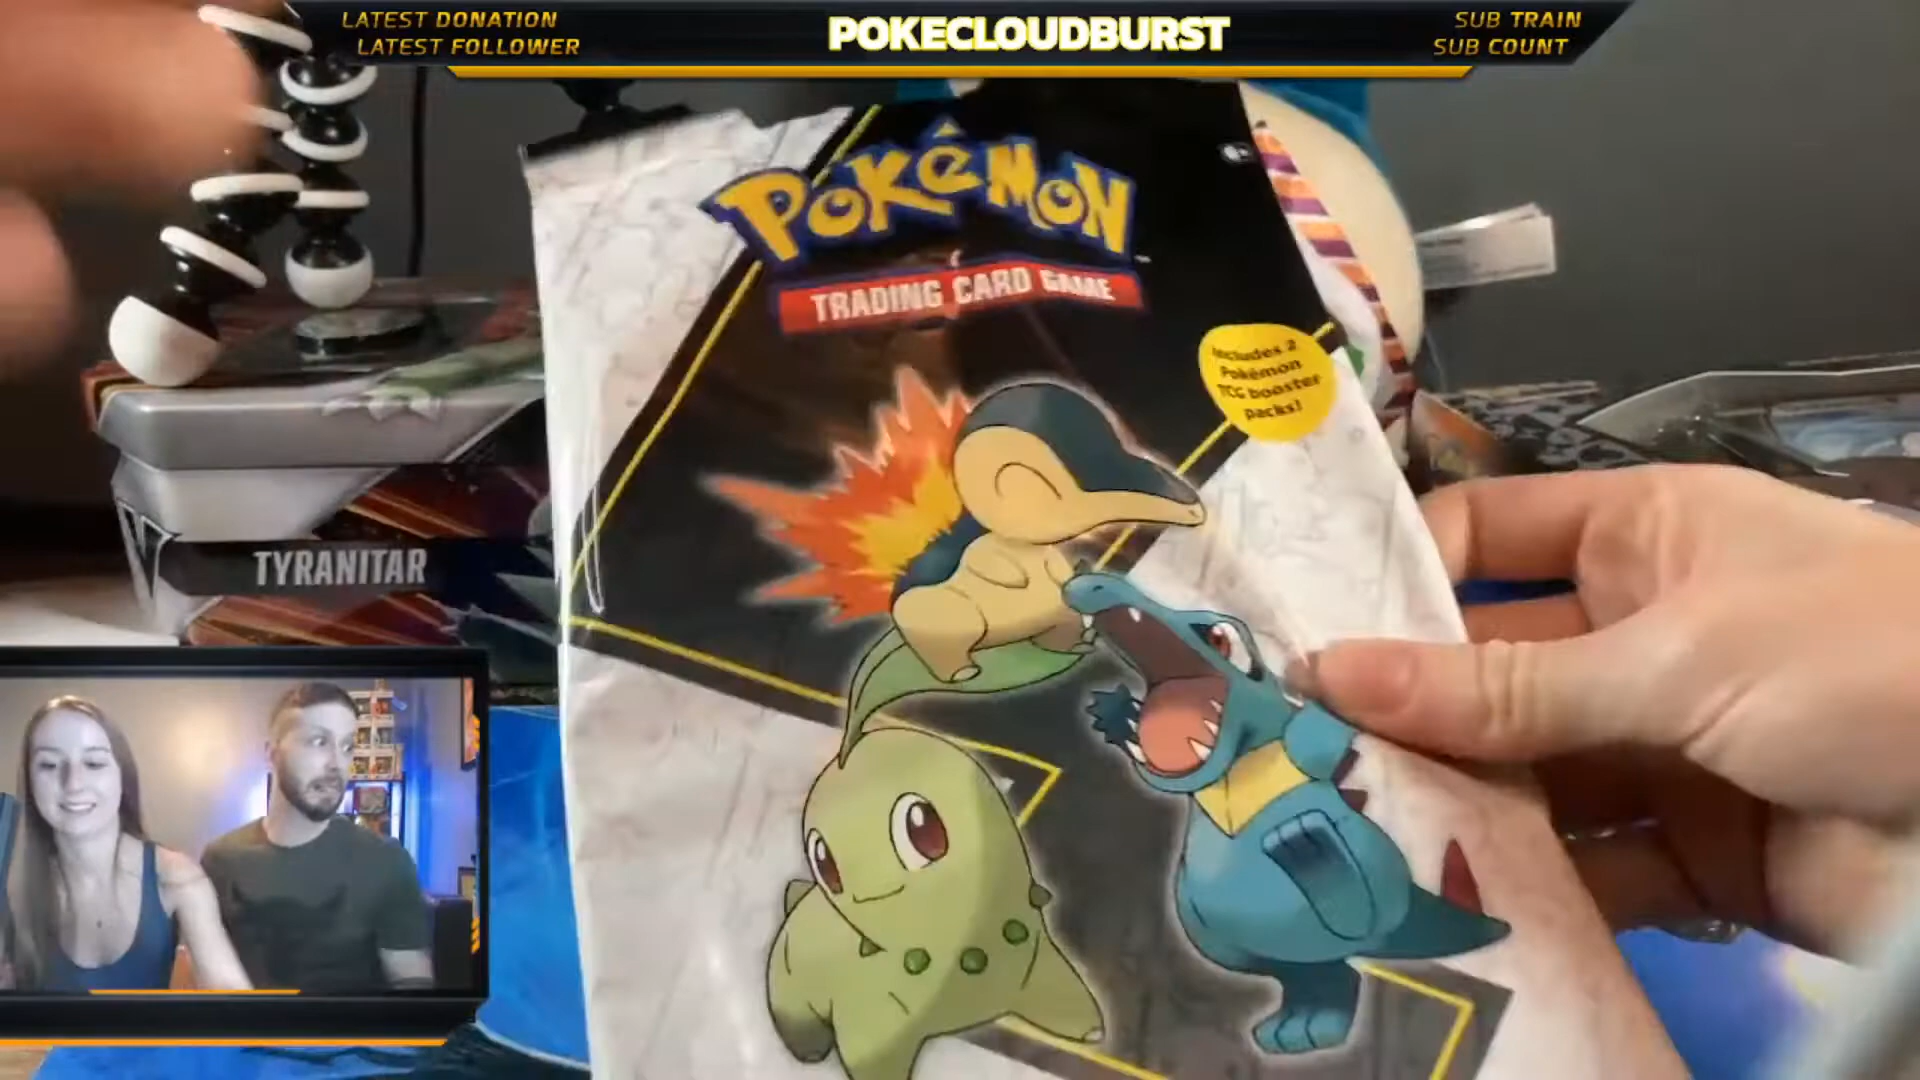 LATEST DONATION
LATEST FOLLOWER
POKECLOUDBURST
SUB TRAIN
SUB COUNT
POKéMON
TRADING CARD GAME
Includes 2
Pokémon
TCG booster
packs!
TYRANITAR